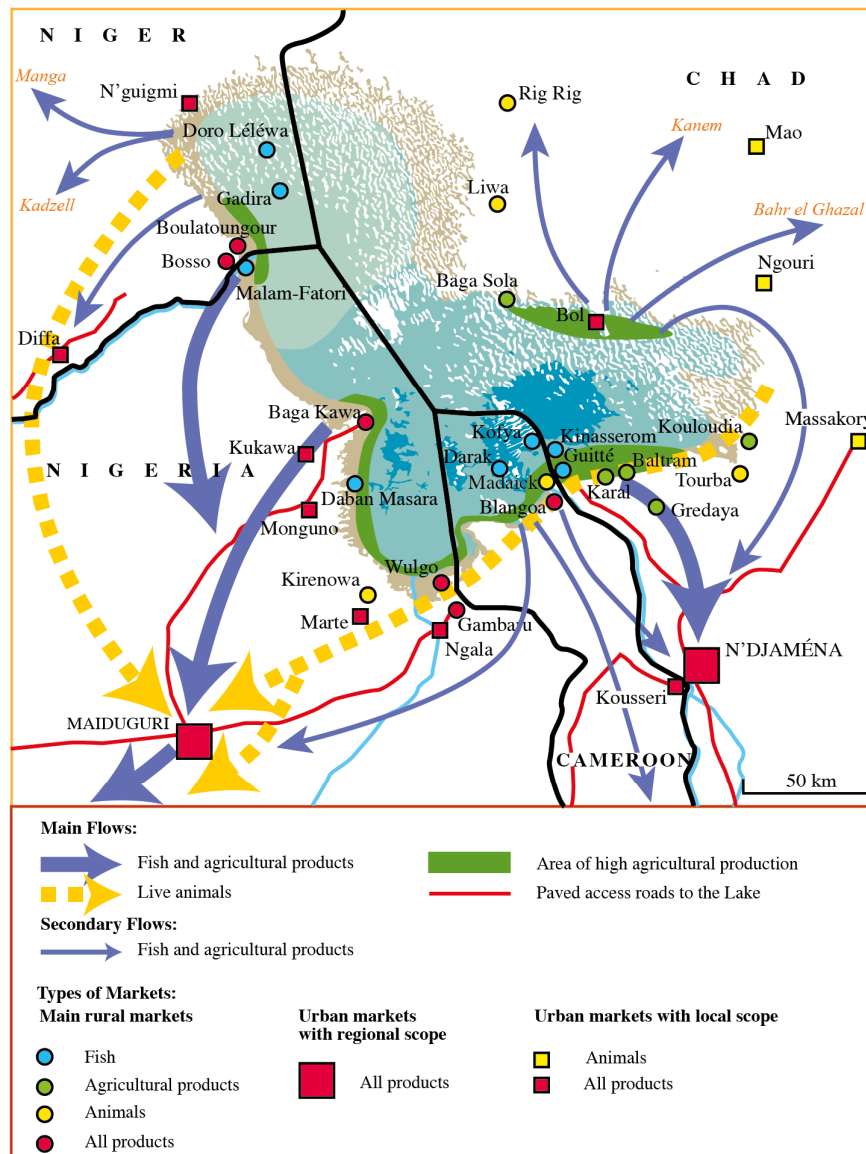 N I G E R
Manga
N'guigmi
Doro Léléwa
C H A D
Rig Rig
Kanem
Mao
Kadzell
Gadira
Liwa
Bahr el Ghazal
Boulatoungour
Bosso
Malam-Fatori
Ngouri
Baga Sola
Bol
Diffa
Baga Kawa
Kofya
Kinasserom
Kouloudia
Massakory
Kukawa
Darak
Guitté
Baltram
N I G E R I A
Daban Masara
Madaick
Karal
Tourba
Monguno
Blangoa
Gredaya
Wulgo
Kirenowa
Marte
Gambaru
Ngala
N'DJAMÉNA
Kousseri
MAIDUGURI
CAMEROON
50 km
Main Flows:
Fish and agricultural products
Area of high agricultural production
Live animals
Paved access roads to the Lake
Secondary Flows:
Fish and agricultural products
Types of Markets:
Main rural markets
Urban markets
with regional scope
Urban markets with local scope
Fish
All products
Animals
Agricultural products
All products
Animals
All products